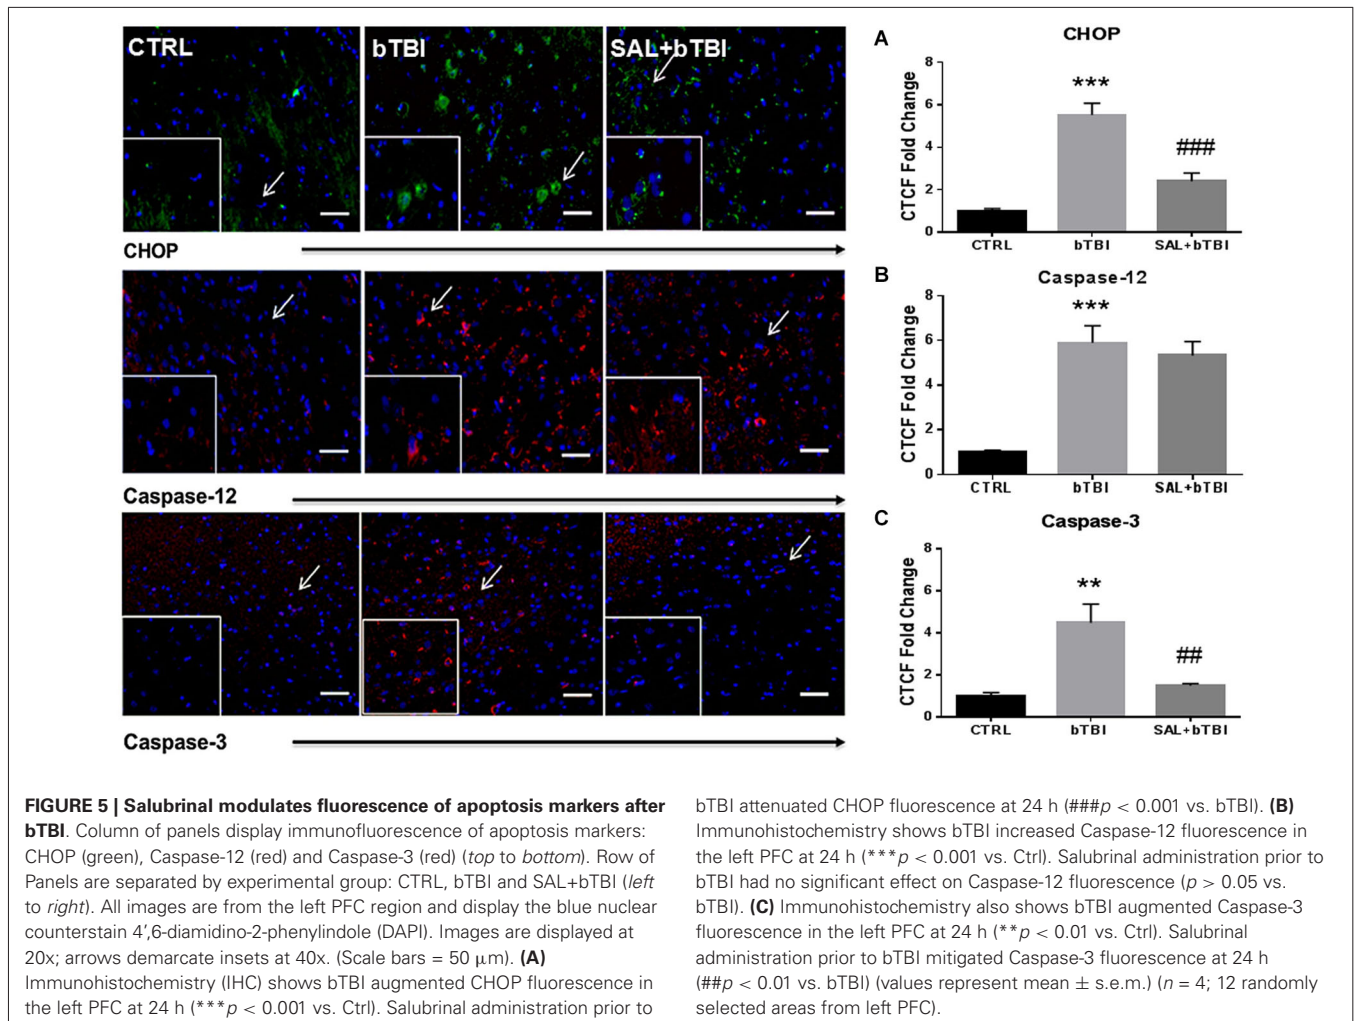 CTRL
bTBI
SAL+bTBI
CHOP
Caspase-12
Caspase-3
A
CHOP
CTCF Fold Change
8
6
4
2
0
***
###
CTRL
bTBI
SAL+bTBI
B
Caspase-12
CTCF Fold Change
8
6
4
2
0
***
CTRL
bTBI
SAL+bTBI
C
Caspase-3
CTCF Fold Change
8
6
4
2
0
**
##
CTRL
bTBI
SAL+bTBI
FIGURE 5 | Salubrinal modulates fluorescence of apoptosis markers after
bTBI. Column of panels display immunofluorescence of apoptosis markers:
CHOP (green), Caspase-12 (red) and Caspase-3 (red) (top to bottom). Row of
Panels are separated by experimental group: CTRL, bTBI and SAL+bTBI (left
to right). All images are from the left PFC region and display the blue nuclear
counterstain 4′,6-diamidino-2-phenylindole (DAPI). Images are displayed at
20x; arrows demarcate insets at 40x. (Scale bars = 50 μm). (A)
Immunohistochemistry (IHC) shows bTBI augmented CHOP fluorescence in
the left PFC at 24 h (***p < 0.001 vs. Ctrl). Salubrinal administration prior to
bTBI attenuated CHOP fluorescence at 24 h (###p < 0.001 vs. bTBI). (B)
Immunohistochemistry shows bTBI increased Caspase-12 fluorescence in
the left PFC at 24 h (***p < 0.001 vs. Ctrl). Salubrinal administration prior to
bTBI had no significant effect on Caspase-12 fluorescence (p > 0.05 vs.
bTBI). (C) Immunohistochemistry also shows bTBI augmented Caspase-3
fluorescence in the left PFC at 24 h (**p < 0.01 vs. Ctrl). Salubrinal
administration prior to bTBI mitigated Caspase-3 fluorescence at 24 h
(##p < 0.01 vs. bTBI) (values represent mean ± s.e.m.) (n = 4; 12 randomly
selected areas from left PFC).